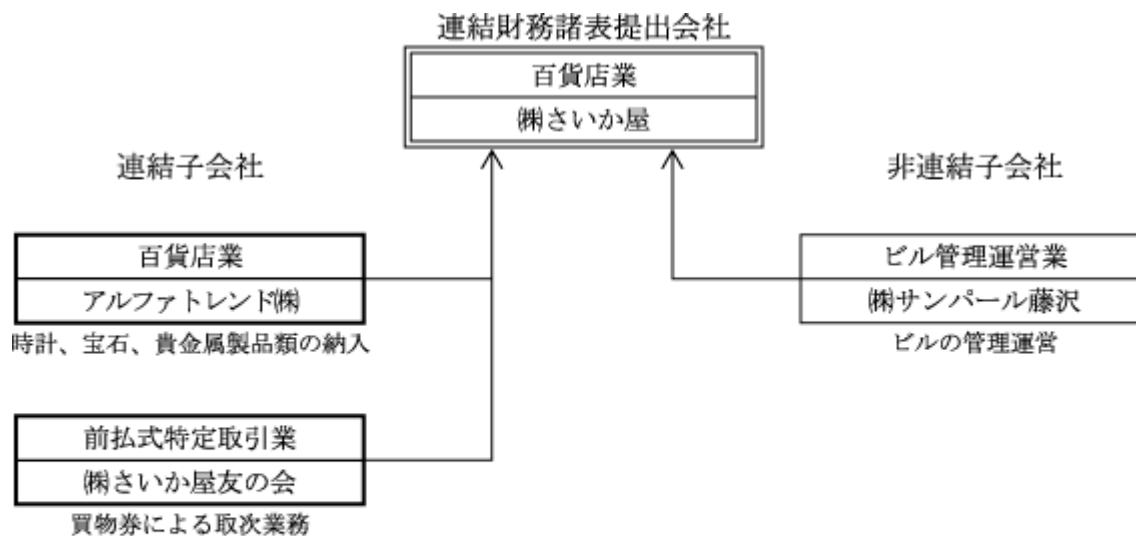 連結財務諸表提出会社
百貨店業
㈱さいか屋
連結子会社
百貨店業
アルファトレンド㈱
時計、宝石、貴金属製品類の納入
前払式特定取引業
㈱さいか屋友の会
買物券による取次業務
非連結子会社
ビル管理運営業
㈱サンパール藤沢
ビルの管理運営